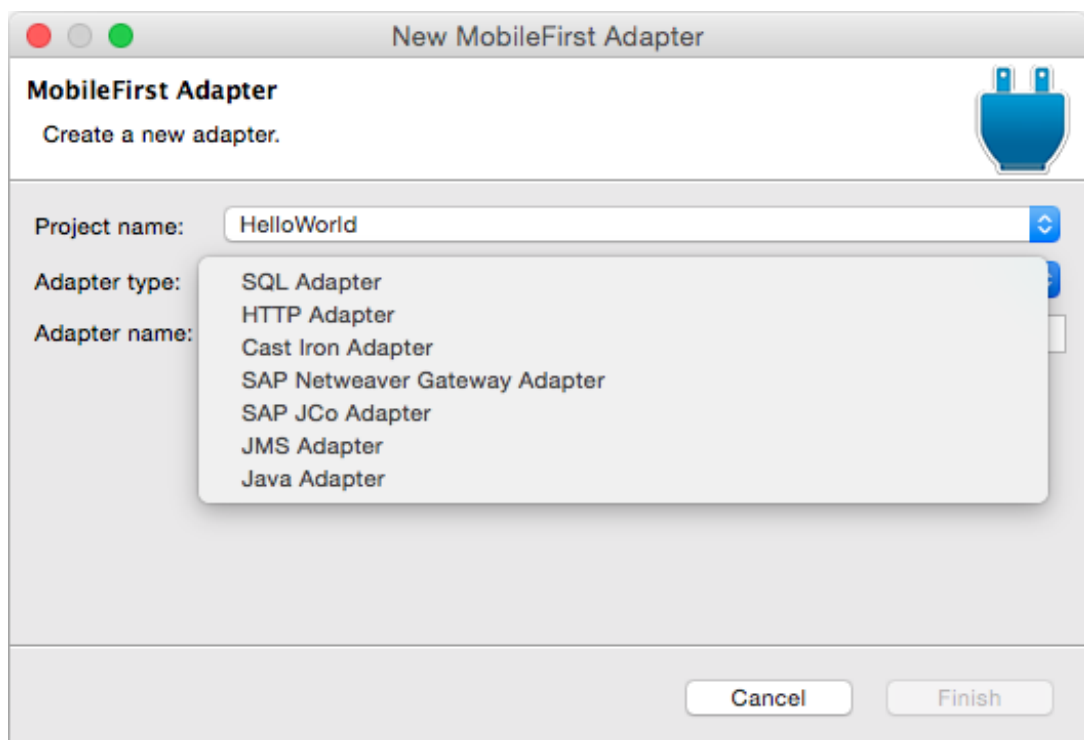 New MobileFirst Adapter
MobileFirst Adapter
Create a new adapter.
Project name: HelloWorld
Adapter type:
SQL Adapter
HTTP Adapter
Adapter name:
Cast Iron Adapter
SAP Netweaver Gateway Adapter
SAP JCo Adapter
JMS Adapter
Java Adapter
Cancel Finish